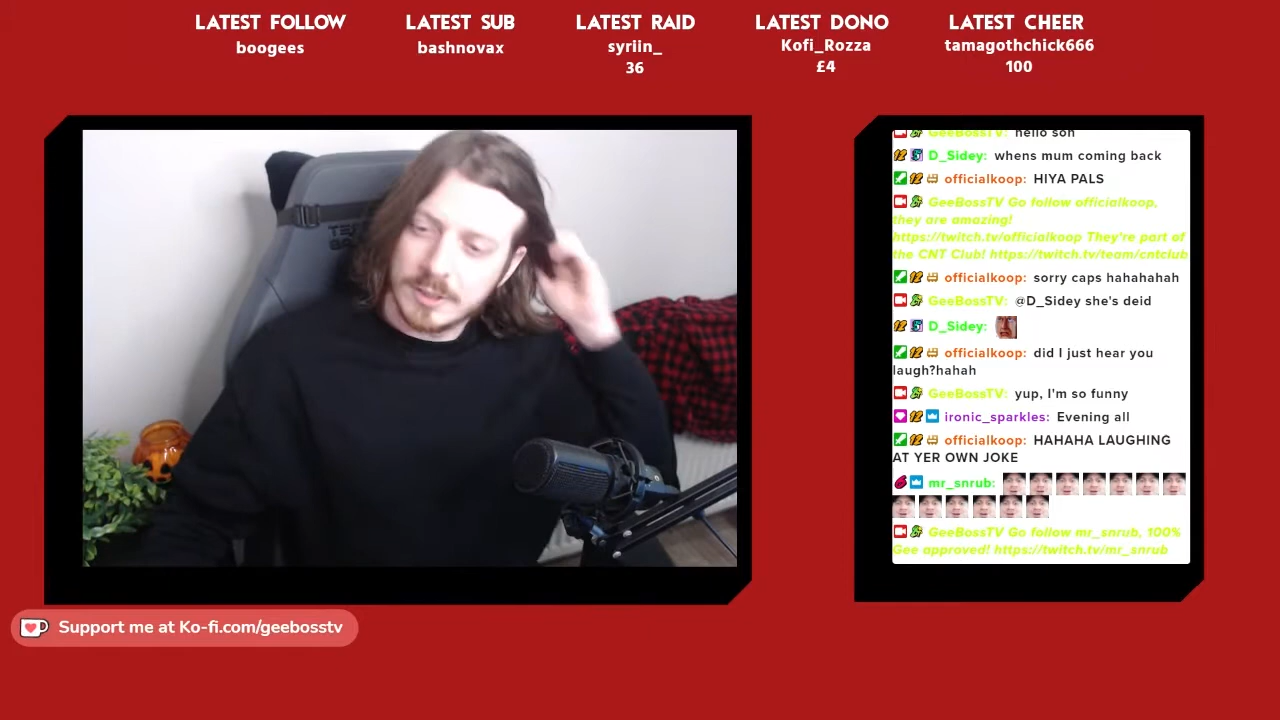 LATEST FOLLOW
boogees
LATEST SUB
bashnovax
LATEST RAID
syriin_
36
LATEST DONO
Kofi_Rozza
£4
LATEST CHEER
tamagothchick666
100
GeeBossTV: hello son
D_Sidey: whens mum coming back
officialkoop: HIYA PALS
GeeBossTV Go follow officialkoop,
they are amazing!
https://twitch.tv/officialkoop They're part of
the CNT Club! https://twitch.tv/team/cntclub
officialkoop: sorry caps hahahahah
GeeBossTV: @D_Sidey she's deid
D_Sidey:
officialkoop: did I just hear you
laugh?hahah
GeeBossTV: yup, I'm so funny
ironic_sparkles: Evening all
officialkoop: HAHAHA LAUGHING
AT YER OWN JOKE
mr_snrub:
GeeBossTV Go follow mr_snrub, 100%
Gee approved! https://twitch.tv/mr_snrub
Support me at Ko-fi.com/geebosstv